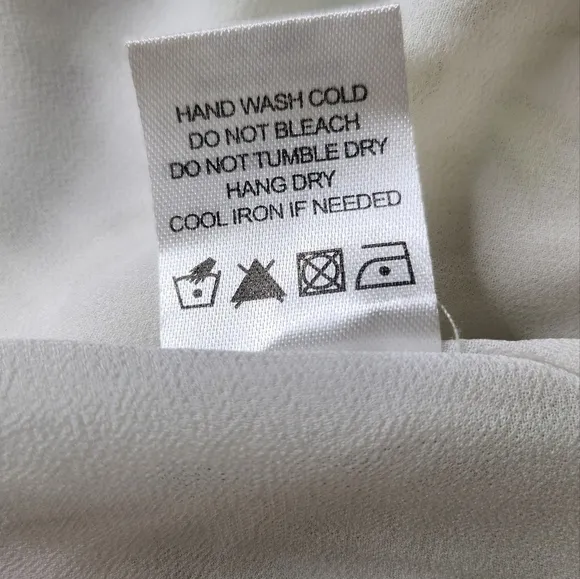 HAND WASH COLD
DO NOT BLEACH
DO NOT TUMBLE DRY
HANG DRY
COOL IRON IF NEEDED